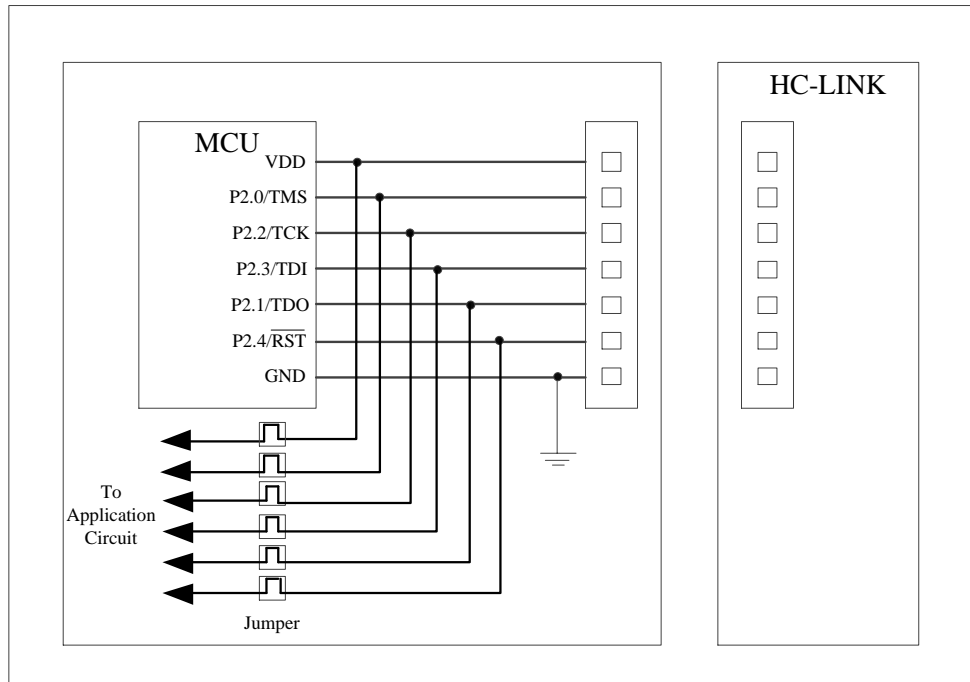 HC-LINK
MCU
VDD
P2.0/TMS
P2.2/TCK
P2.3/TDI
P2.1/TDO
P2.4/R̅S̅T̅
GND
To
Application
Circuit
Jumper